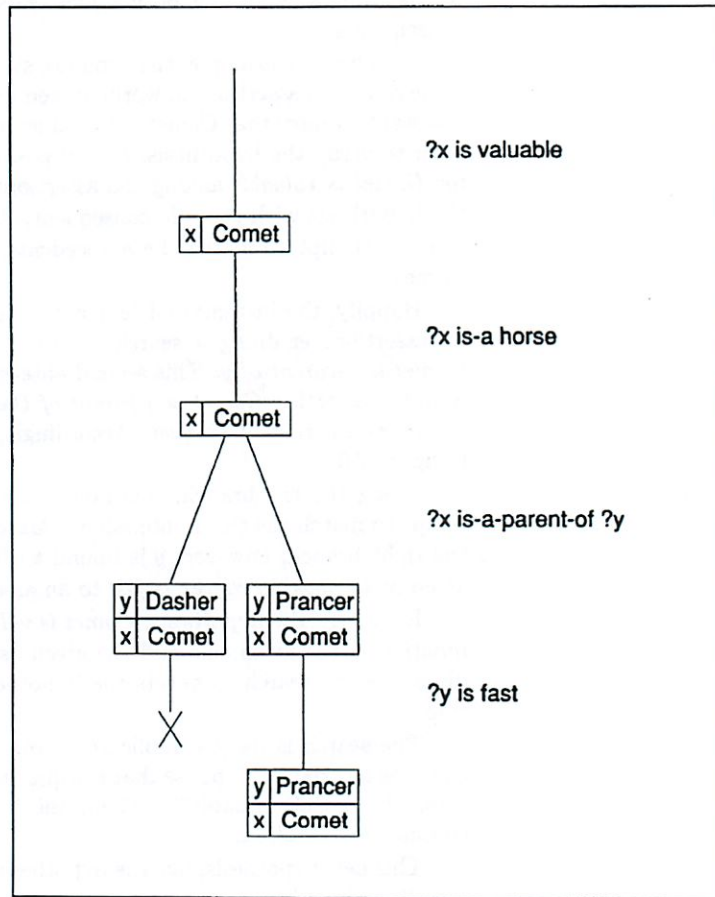 ?x is valuable
x Comet
?x is-a horse
x Comet
?x is-a-parent-of ?y
y Dasher y Prancer
x Comet x Comet
?y is fast
y Prancer
x Comet